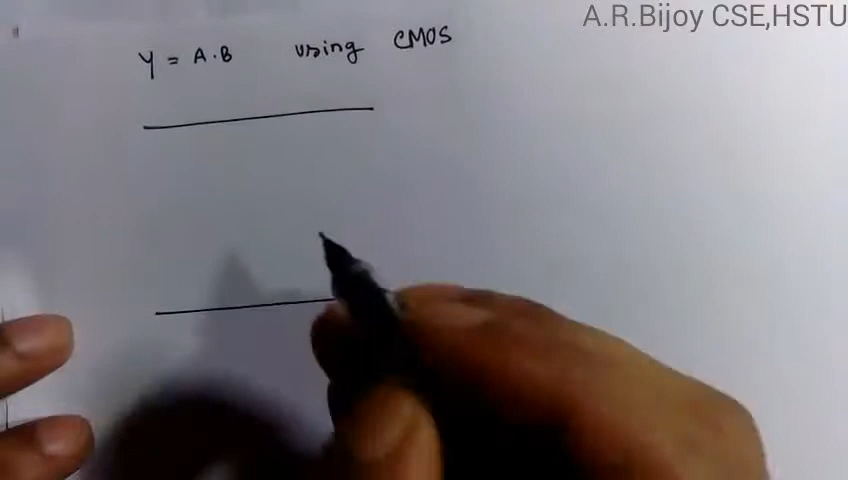 A.R.Bijoy CSE,HSTU
Y = A.B using CMOS